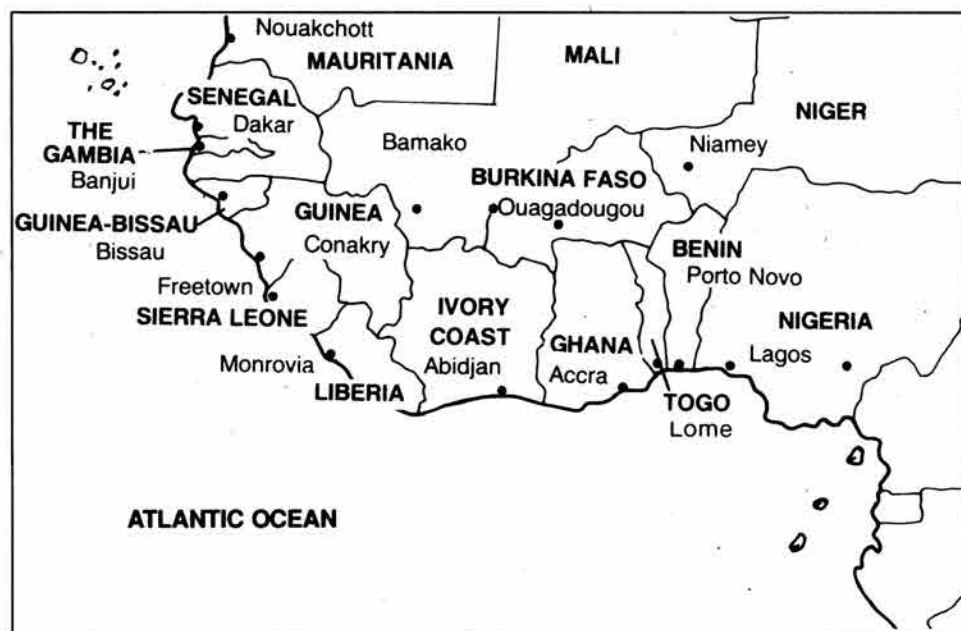 Nouakchott
MAURITANIA
MALI
SENEGAL
Dakar
NIGER
THE
GAMBIA
Banjui
Bamako
Niamey
BURKINA FASO
Ouagadougou
GUINEA-BISSAU
Bissau
GUINEA
Conakry
BENIN
Porto Novo
Freetown
SIERRA LEONE
IVORY
COAST
Abidjan
GHANA
Accra
NIGERIA
Lagos
Monrovia
LIBERIA
TOGO
Lome
ATLANTIC OCEAN